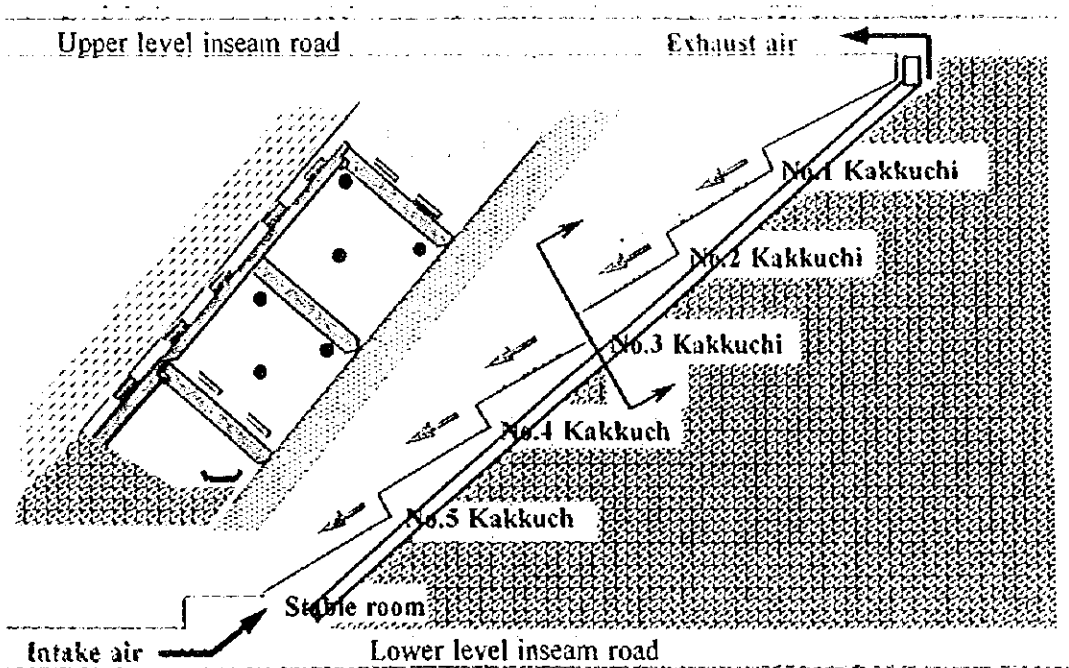 Upper level inseam road
Exhaust air
No.1 Kakkuchi
No.2 Kakkuchi
No.3 Kakkuchi
No.4 Kakkuch
No.5 Kakkuch
Stable room
Intake air
Lower level inseam road